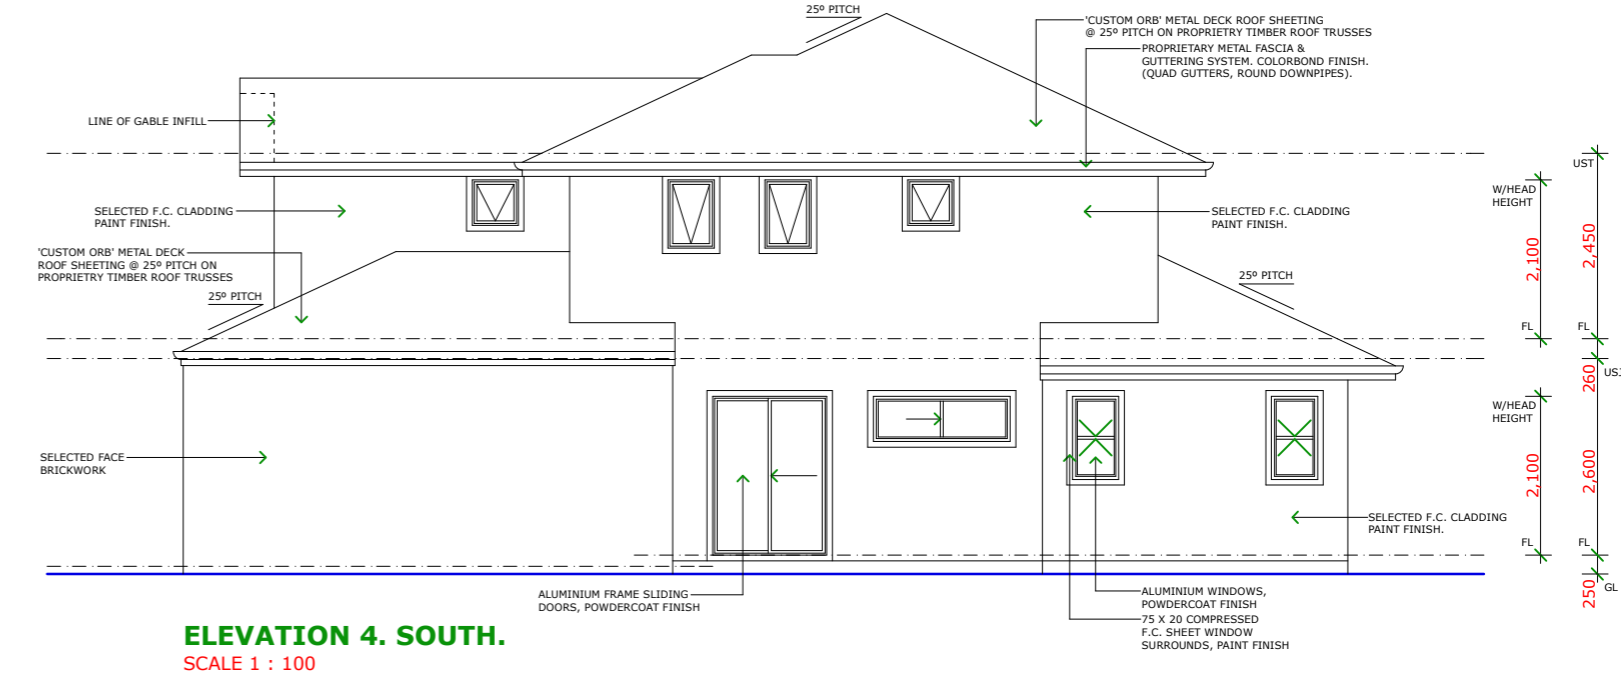 25º PITCH
'CUSTOM ORB' METAL DECK ROOF SHEETING
@ 25º PITCH ON PROPRIETRY TIMBER ROOF TRUSSES
PROPRIETARY METAL FASCIA &
GUTTERING SYSTEM. COLORBOND FINISH.
(QUAD GUTTERS, ROUND DOWNPIPES).
LINE OF GABLE INFILL
UST
W/HEAD
HEIGHT
SELECTED F.C. CLADDING
PAINT FINISH.
SELECTED F.C. CLADDING
PAINT FINISH.
2,100
2,450
'CUSTOM ORB' METAL DECK
ROOF SHEETING @ 25º PITCH ON
PROPRIETRY TIMBER ROOF TRUSSES
25º PITCH
25º PITCH
FL
FL
260
USJ
W/HEAD
HEIGHT
SELECTED FACE
BRICKWORK
2,100
2,600
SELECTED F.C. CLADDING
PAINT FINISH.
FL
FL
250
GL
ALUMINIUM FRAME SLIDING
DOORS, POWDERCOAT FINISH
ALUMINIUM WINDOWS,
POWDERCOAT FINISH
75 X 20 COMPRESSED
F.C. SHEET WINDOW
SURROUNDS, PAINT FINISH
ELEVATION 4. SOUTH.
SCALE 1 : 100